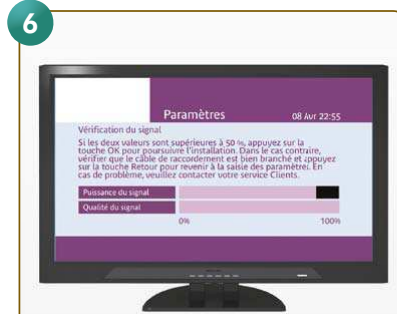 6
Paramètres
08 Avr 22:55
Vérification du signal
Si les deux valeurs sont supérieures à 50 %, appuyez sur la
touche OK pour poursuivre l'installation. Dans le cas contraire,
vérifier que le câble de raccordement est bien branché et appuyez
sur la touche Retour pour revenir à la saisie des paramètres. En
cas de problème, veuillez contacter votre service Clients.
Puissance du signal
Qualité du signal
0%
100%